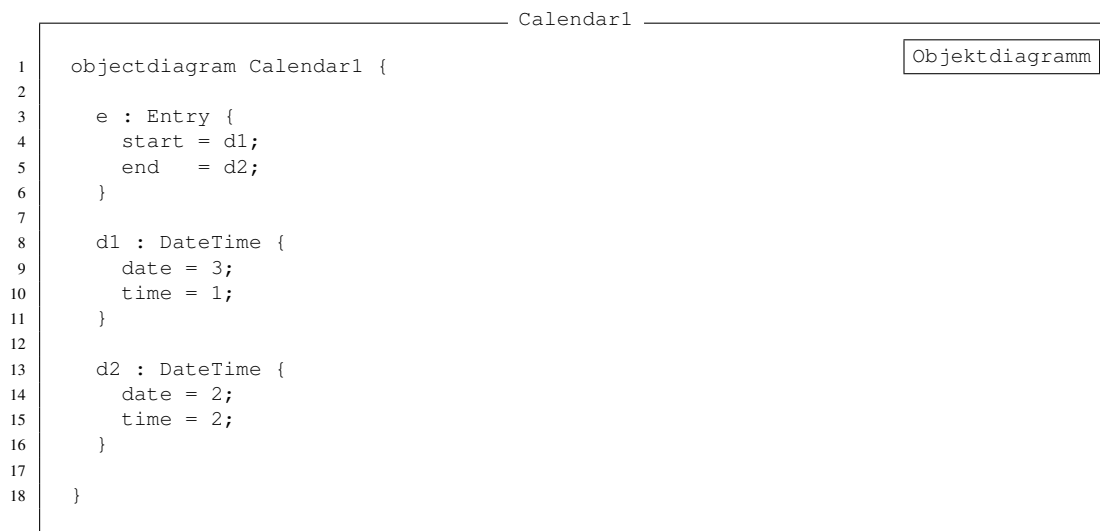 Calendar1
Objektdiagramm
1 objectdiagram Calendar1 {
2
3 e : Entry {
4 start = d1;
5 end   = d2;
6 }
7
8 d1 : DateTime {
9 date = 3;
10 time = 1;
11 }
12
13 d2 : DateTime {
14 date = 2;
15 time = 2;
16 }
17
18 }